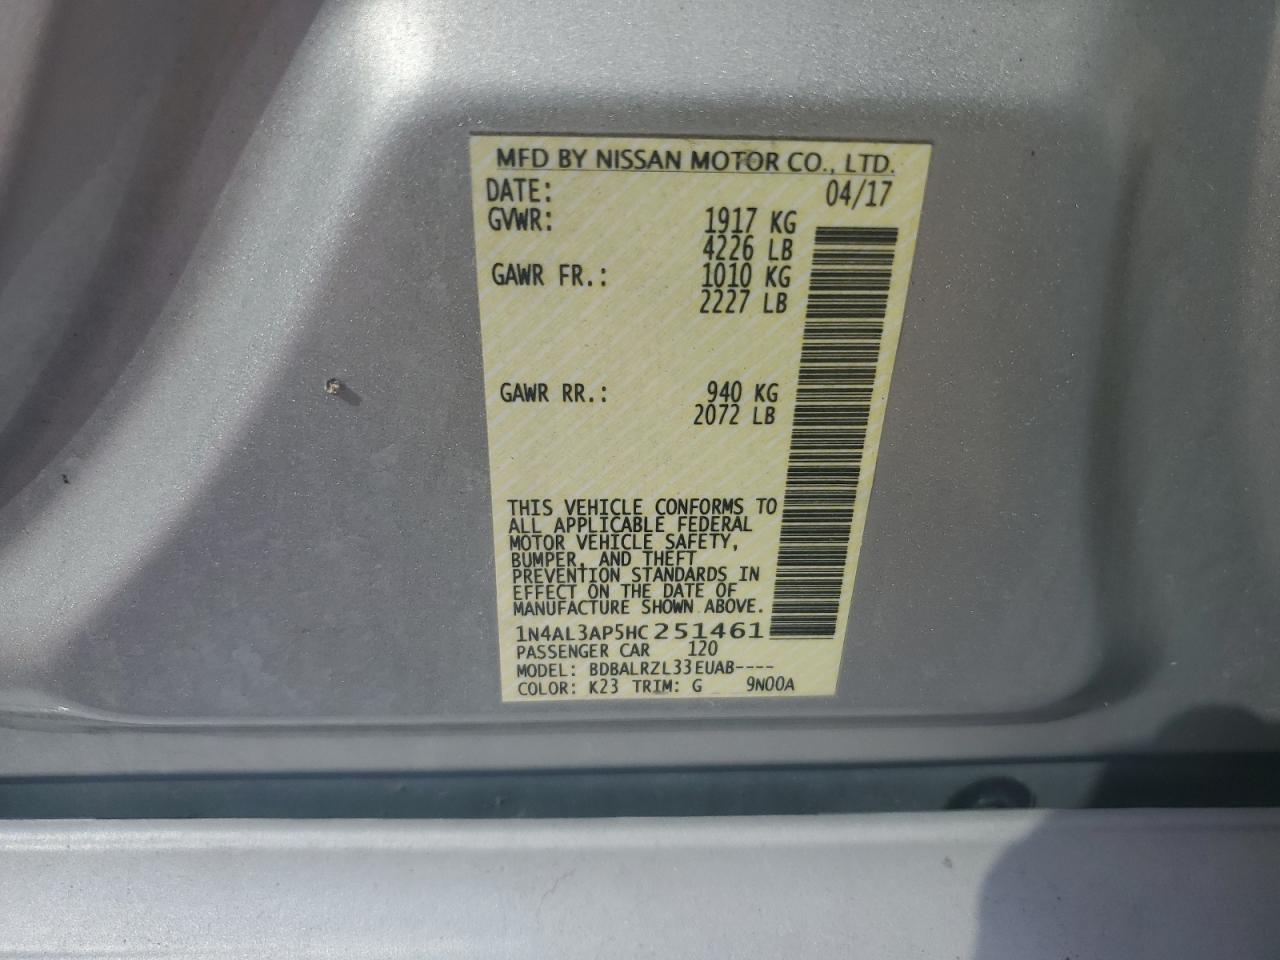 MFD BY NISSAN MOTOR CO., LTD.
DATE: 04/17
GVWR: 1917 KG
4226 LB
GAWR FR.: 1010 KG
2227 LB
GAWR RR.: 940 KG
2072 LB
THIS VEHICLE CONFORMS TO
ALL APPLICABLE FEDERAL
MOTOR VEHICLE SAFETY,
BUMPER, AND THEFT
PREVENTION STANDARDS IN
EFFECT ON THE DATE OF
MANUFACTURE SHOWN ABOVE.
1N4AL3AP5HC251461
PASSENGER CAR 120
MODEL: BDBALRZL33EUAB----
COLOR: K23 TRIM: G 9N00A